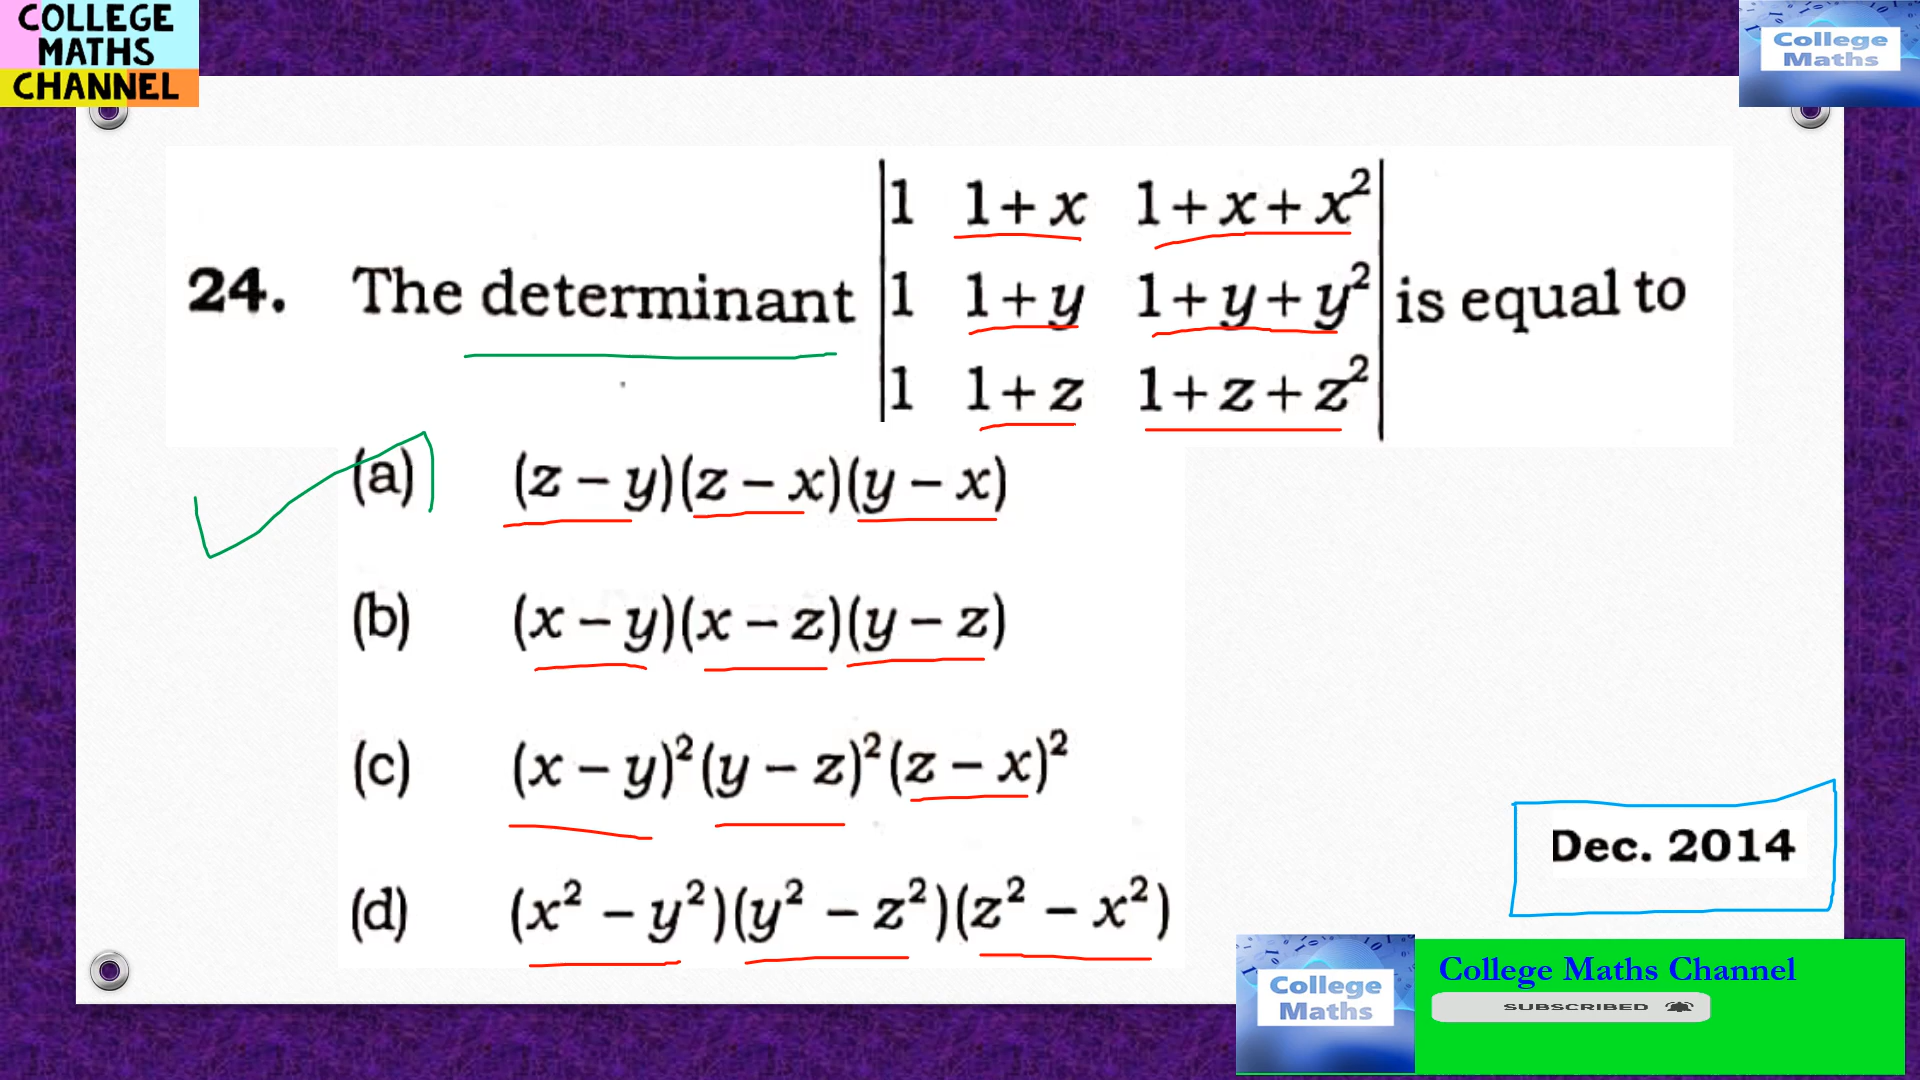 COLLEGE
MATHS
CHANNEL
College
Maths
24. The determinant |1 1+x 1+x+x²| is equal to
|1 1+y 1+y+y²|
|1 1+z 1+z+z²|
(a) (z − y)(z − x)(y − x)
(b) (x − y)(x − z)(y − z)
(c) (x − y)²(y − z)²(z − x)²
(d) (x² − y²)(y² − z²)(z² − x²)
Dec. 2014
College
Maths
College Maths Channel
SUBSCRIBED